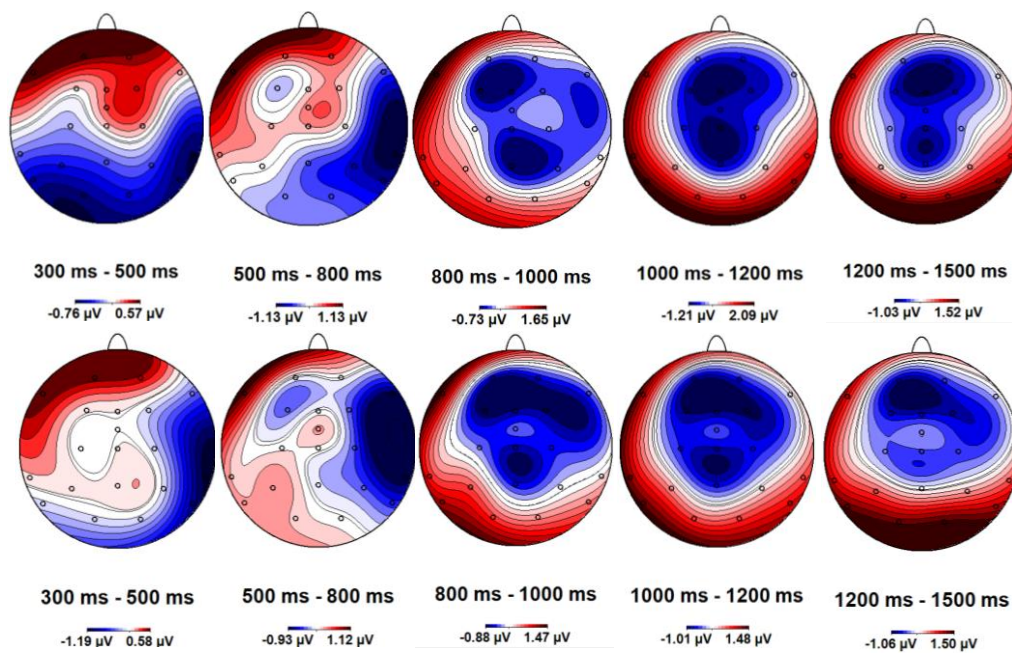 300 ms - 500 ms
500 ms - 800 ms
800 ms - 1000 ms
1000 ms - 1200 ms
1200 ms - 1500 ms
-0.76 µV 0.57 µV
-1.13 µV 1.13 µV
-0.73 µV 1.65 µV
-1.21 µV 2.09 µV
-1.03 µV 1.52 µV
300 ms - 500 ms
500 ms - 800 ms
800 ms - 1000 ms
1000 ms - 1200 ms
1200 ms - 1500 ms
-1.19 µV 0.58 µV
-0.93 µV 1.12 µV
-0.88 µV 1.47 µV
-1.01 µV 1.48 µV
-1.06 µV 1.50 µV